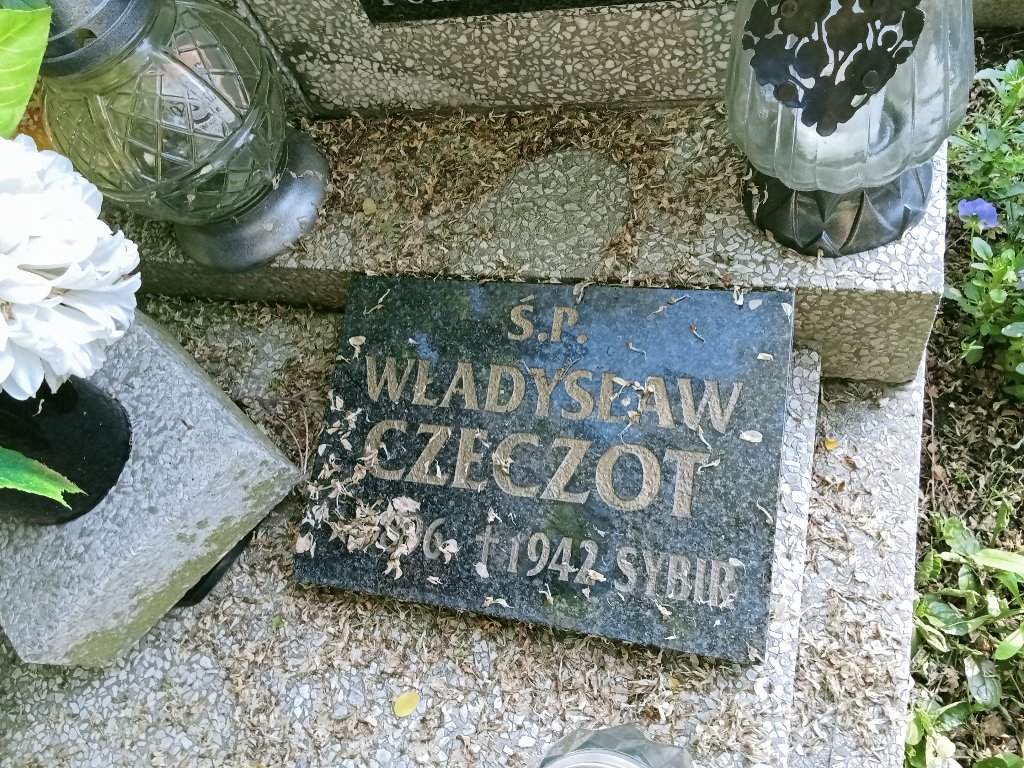 Ś.P.
WŁADYSŁAW
CZECZOT
†1942 SYBIR